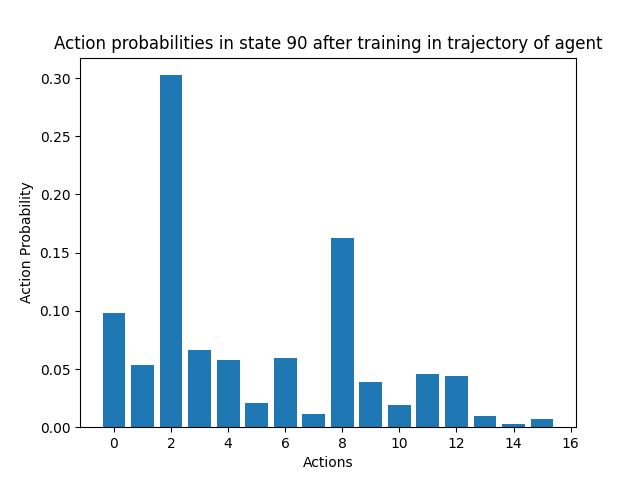 Action probabilities in state 90 after training in trajectory of agent
0.30
0.25
0.20
0.15
0.10
0.05
0.00
Action Probability
0 2 4 6 8 10 12 14 16
Actions